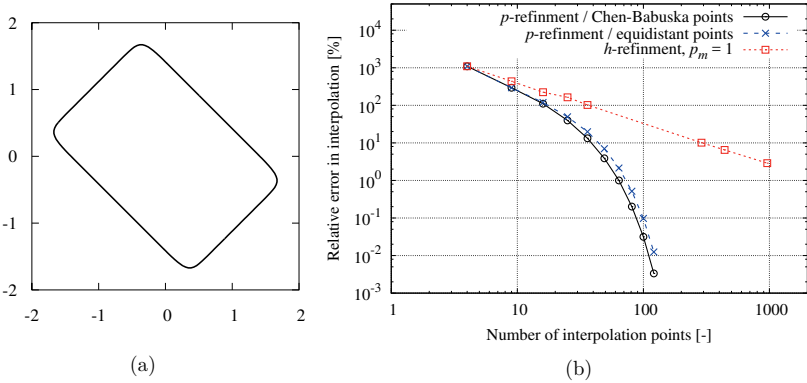 2
1
0
-1
-2
-2 -1 0 1 2
(a)
Relative error in interpolation [%]
10^4
10^3
10^2
10^1
10^0
10^-1
10^-2
10^-3
p-refinment / Chen-Babuska points
p-refinment / equidistant points
h-refinment, p_m = 1
1 10 100 1000
Number of interpolation points [-]
(b)